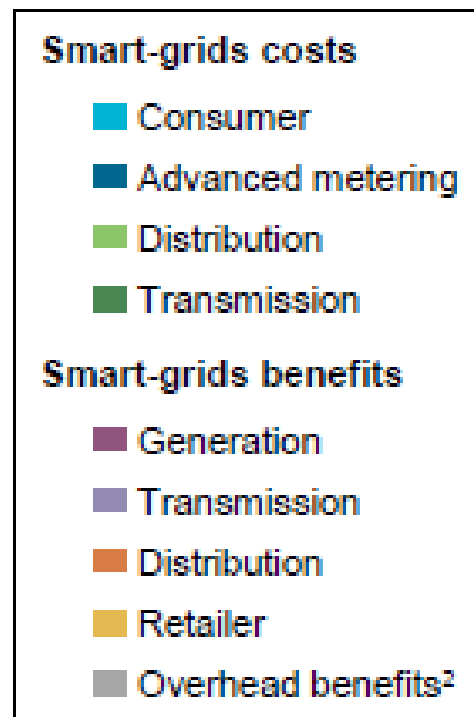 Smart-grids costs
Consumer
Advanced metering
Distribution
Transmission
Smart-grids benefits
Generation
Transmission
Distribution
Retailer
Overhead benefits²